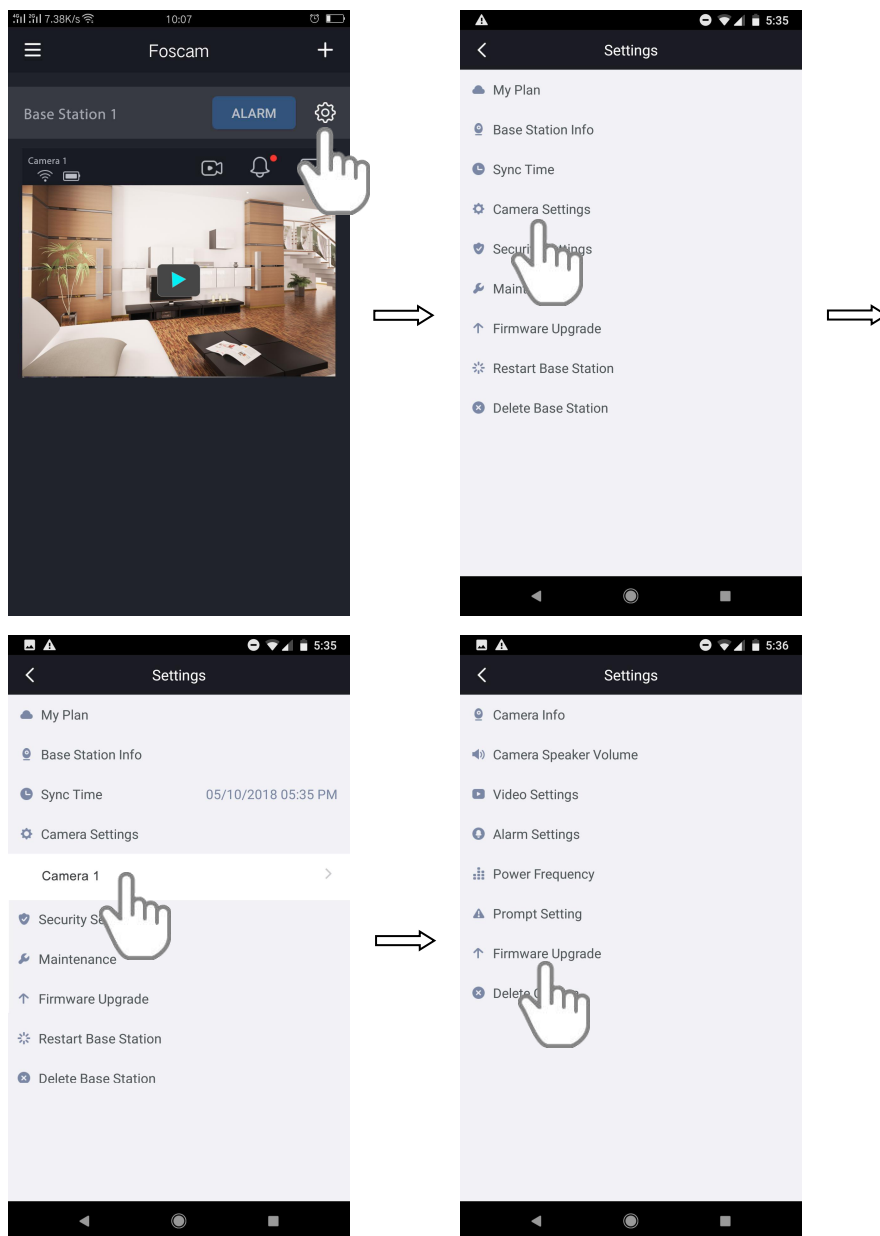 7.38K/s 10:07
Foscam
Base Station 1 ALARM
Camera 1
5:35
Settings
My Plan
Base Station Info
Sync Time
Camera Settings
Firmware Upgrade
Restart Base Station
Delete Base Station
5:35
Settings
My Plan
Base Station Info
Sync Time 05/10/2018 05:35 PM
Camera Settings
Camera 1
Security
Maintenance
Firmware Upgrade
Restart Base Station
Delete Base Station
5:36
Settings
Camera Info
Camera Speaker Volume
Video Settings
Alarm Settings
Power Frequency
Prompt Setting
Firmware Upgrade
Delete